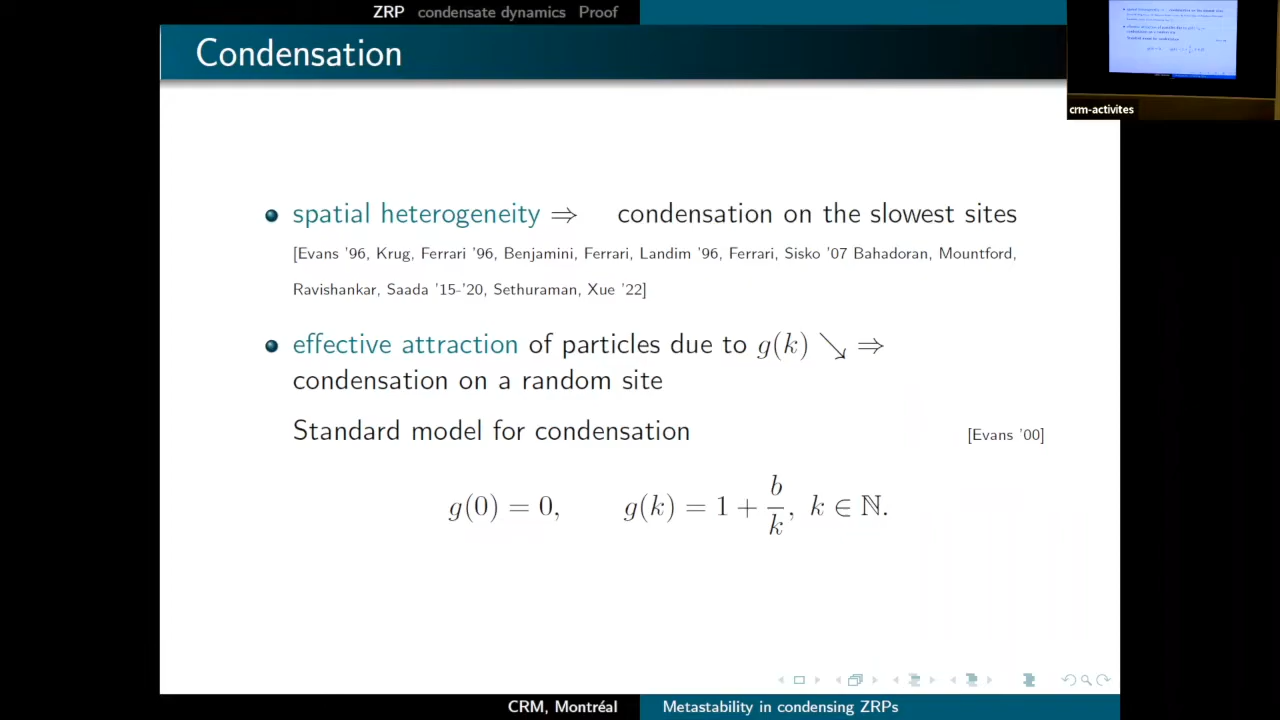 ZRP condensate dynamics Proof
Condensation
crm-activites
spatial heterogeneity ⇒ condensation on the slowest sites
[Evans '96, Krug, Ferrari '96, Benjamini, Ferrari, Landim '96, Ferrari, Sisko '07 Bahadoran, Mountford,
Ravishankar, Saada '15-'20, Sethuraman, Xue '22]
effective attraction of particles due to g(k) ↘ ⇒
condensation on a random site
Standard model for condensation [Evans '00]
g(0) = 0, g(k) = 1 + b/k, k ∈ ℕ.
CRM, Montréal Metastability in condensing ZRPs